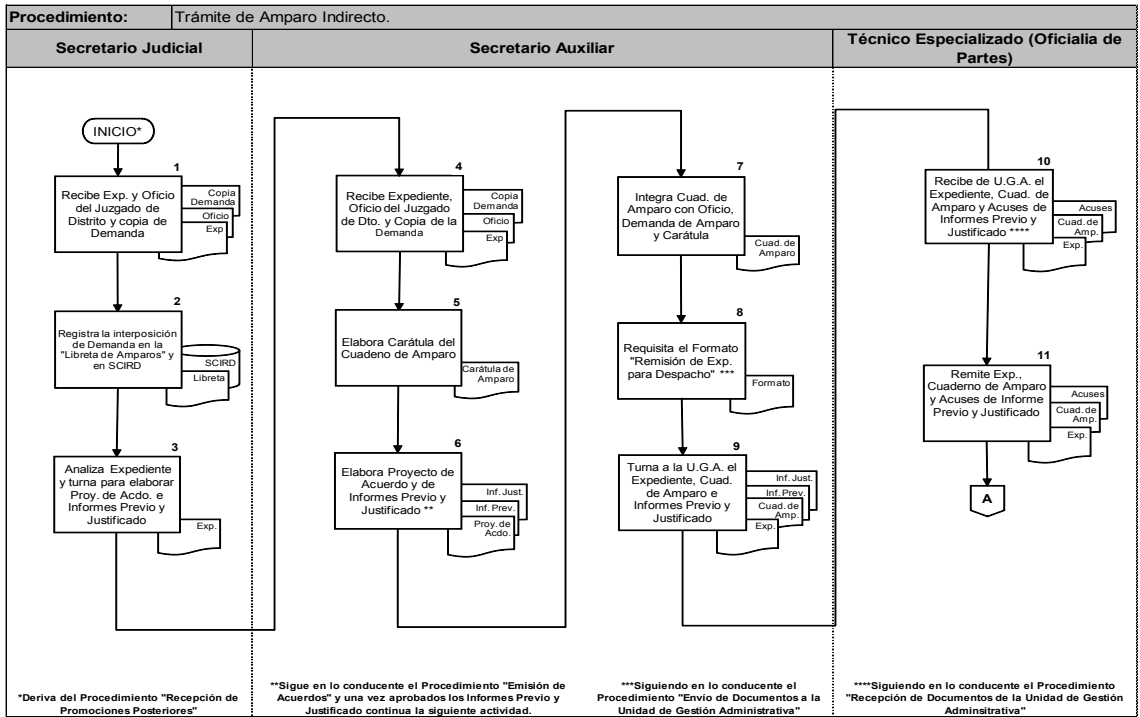 Procedimiento: Trámite de Amparo Indirecto.
Secretario Judicial
Secretario Auxiliar
Técnico Especializado (Oficialia de
Partes)
INICIO*
1
Recibe Exp. y Oficio
del Juzgado de
Distrito y copia de
Demanda
Copia
Demanda
Oficio
Exp
2
Registra la interposición
de Demanda en la
"Libreta de Amparos" y
en SCIRD
SCIRD
Libreta
3
Analiza Expediente
y turna para elaborar
Proy. de Acdo. e
Informes Previo y
Justificado
Exp.
4
Recibe Expediente,
Oficio del Juzgado
de Dto. y Copia de la
Demanda
Copia
Demanda
Oficio
Exp
5
Elabora Carátula del
Cuadeno de Amparo
Carátula de
Amparo
6
Elabora Proyecto de
Acuerdo y de
Informes Previo y
Justificado **
Inf. Just.
Inf. Prev.
Proy. de
Acdo.
7
Integra Cuad. de
Amparo con Oficio,
Demanda de Amparo
y Carátula
Cuad. de
Amparo
8
Requisita el Formato
"Remisión de Exp.
para Despacho" ***
Formato
9
Turna a la U.G.A. el
Expediente, Cuad.
de Amparo e
Informes Previo y
Justificado
Inf. Just.
Inf. Prev.
Cuad. de
Amp.
Exp.
10
Recibe de U.G.A. el
Expediente, Cuad. de
Amparo y Acuses de
Informes Previo y
Justificado ****
Acuses
Cuad. de
Amp.
Exp.
11
Remite Exp.,
Cuaderno de Amparo
y Acuses de Informe
Previo y Justificado
Acuses
Cuad. de
Amp.
Exp.
A
*Deriva del Procedimiento "Recepción de
Promociones Posteriores"
**Sigue en lo conducente el Procedimiento "Emisión de
Acuerdos" y una vez aprobados los Informes Previo y
Justificado continua la siguiente actividad.
***Siguiendo en lo conducente el
Procedimiento "Envío de Documentos a la
Unidad de Gestión Administrativa"
****Siguiendo en lo conducente el Procedimiento
"Recepción de Documentos de la Unidad de Gestión
Adminsitrativa"